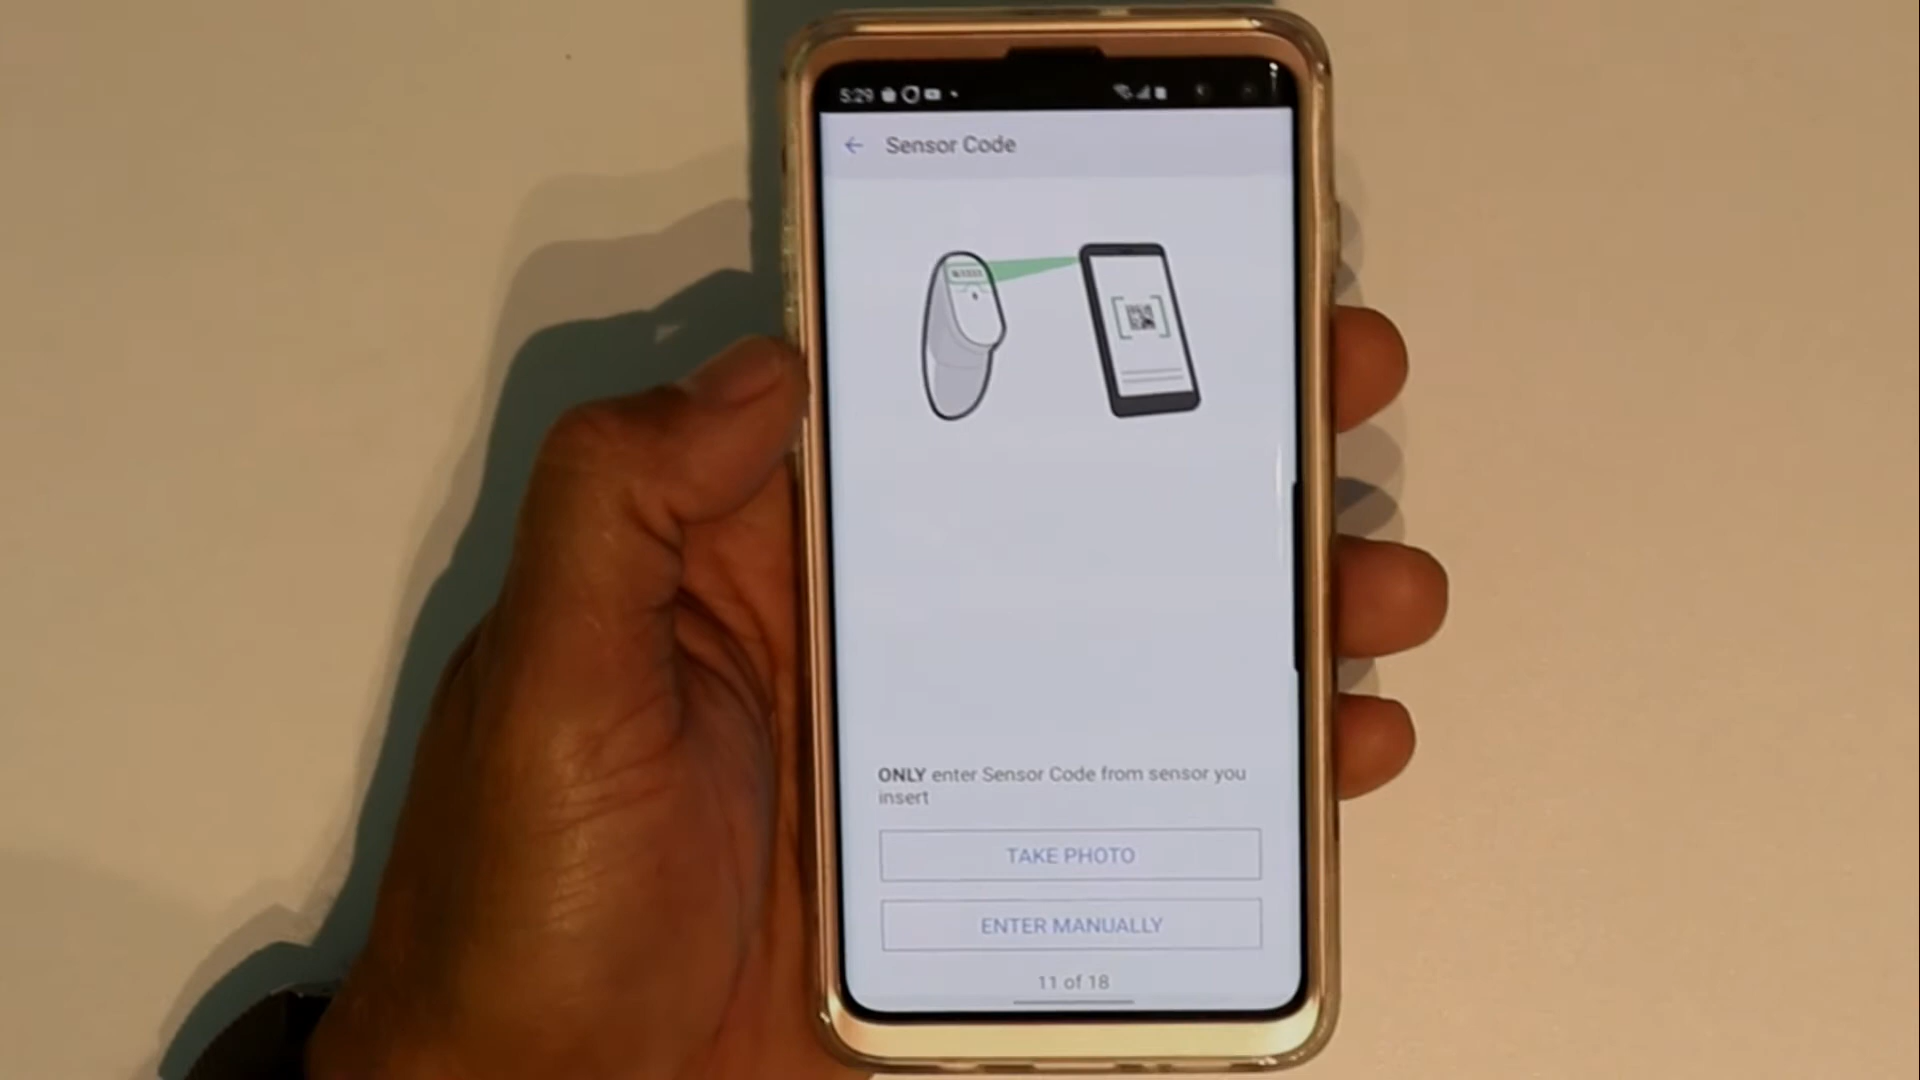 5:29
Sensor Code
ONLY enter Sensor Code from sensor you
insert
TAKE PHOTO
ENTER MANUALLY
11 of 18